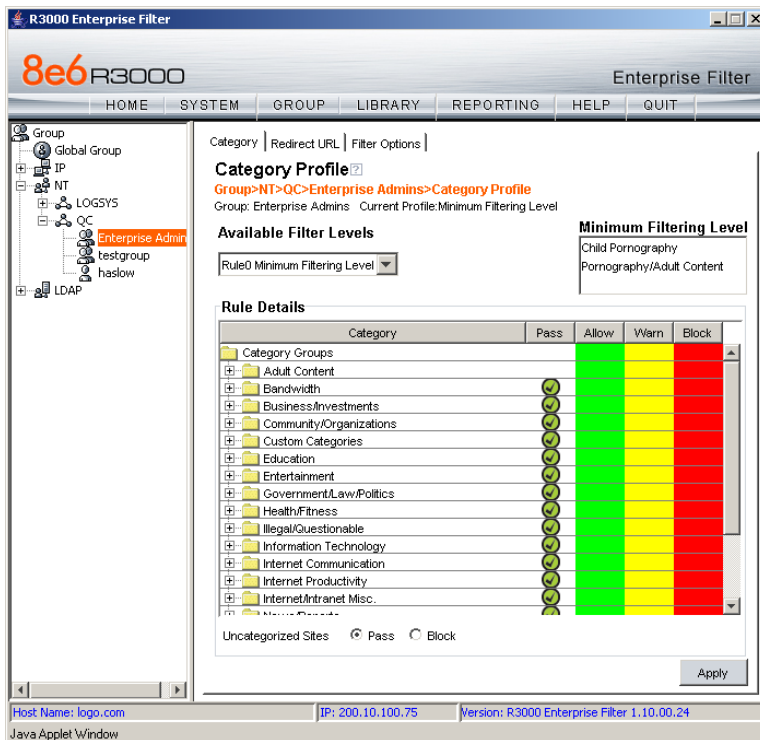 R3000 Enterprise Filter
8e6 R3000
Enterprise Filter
HOME SYSTEM GROUP LIBRARY REPORTING HELP QUIT
Group
Global Group
IP
NT
LOGSYS
QC
Enterprise Admin
testgroup
haslow
LDAP
Category Redirect URL Filter Options
Category Profile ?
Group>NT>QC>Enterprise Admins>Category Profile
Group: Enterprise Admins Current Profile:Minimum Filtering Level
Available Filter Levels
Rule0 Minimum Filtering Level
Minimum Filtering Level
Child Pornography
Pornography/Adult Content
Rule Details
Category Pass Allow Warn Block
Category Groups
Adult Content
Bandwidth
Business/Investments
Community/Organizations
Custom Categories
Education
Entertainment
Government/Law/Politics
Health/Fitness
Illegal/Questionable
Information Technology
Internet Communication
Internet Productivity
Internet/Intranet Misc.
Uncategorized Sites Pass Block
Apply
Host Name: logo.com IP: 200.10.100.75 Version: R3000 Enterprise Filter 1.10.00.24
Java Applet Window